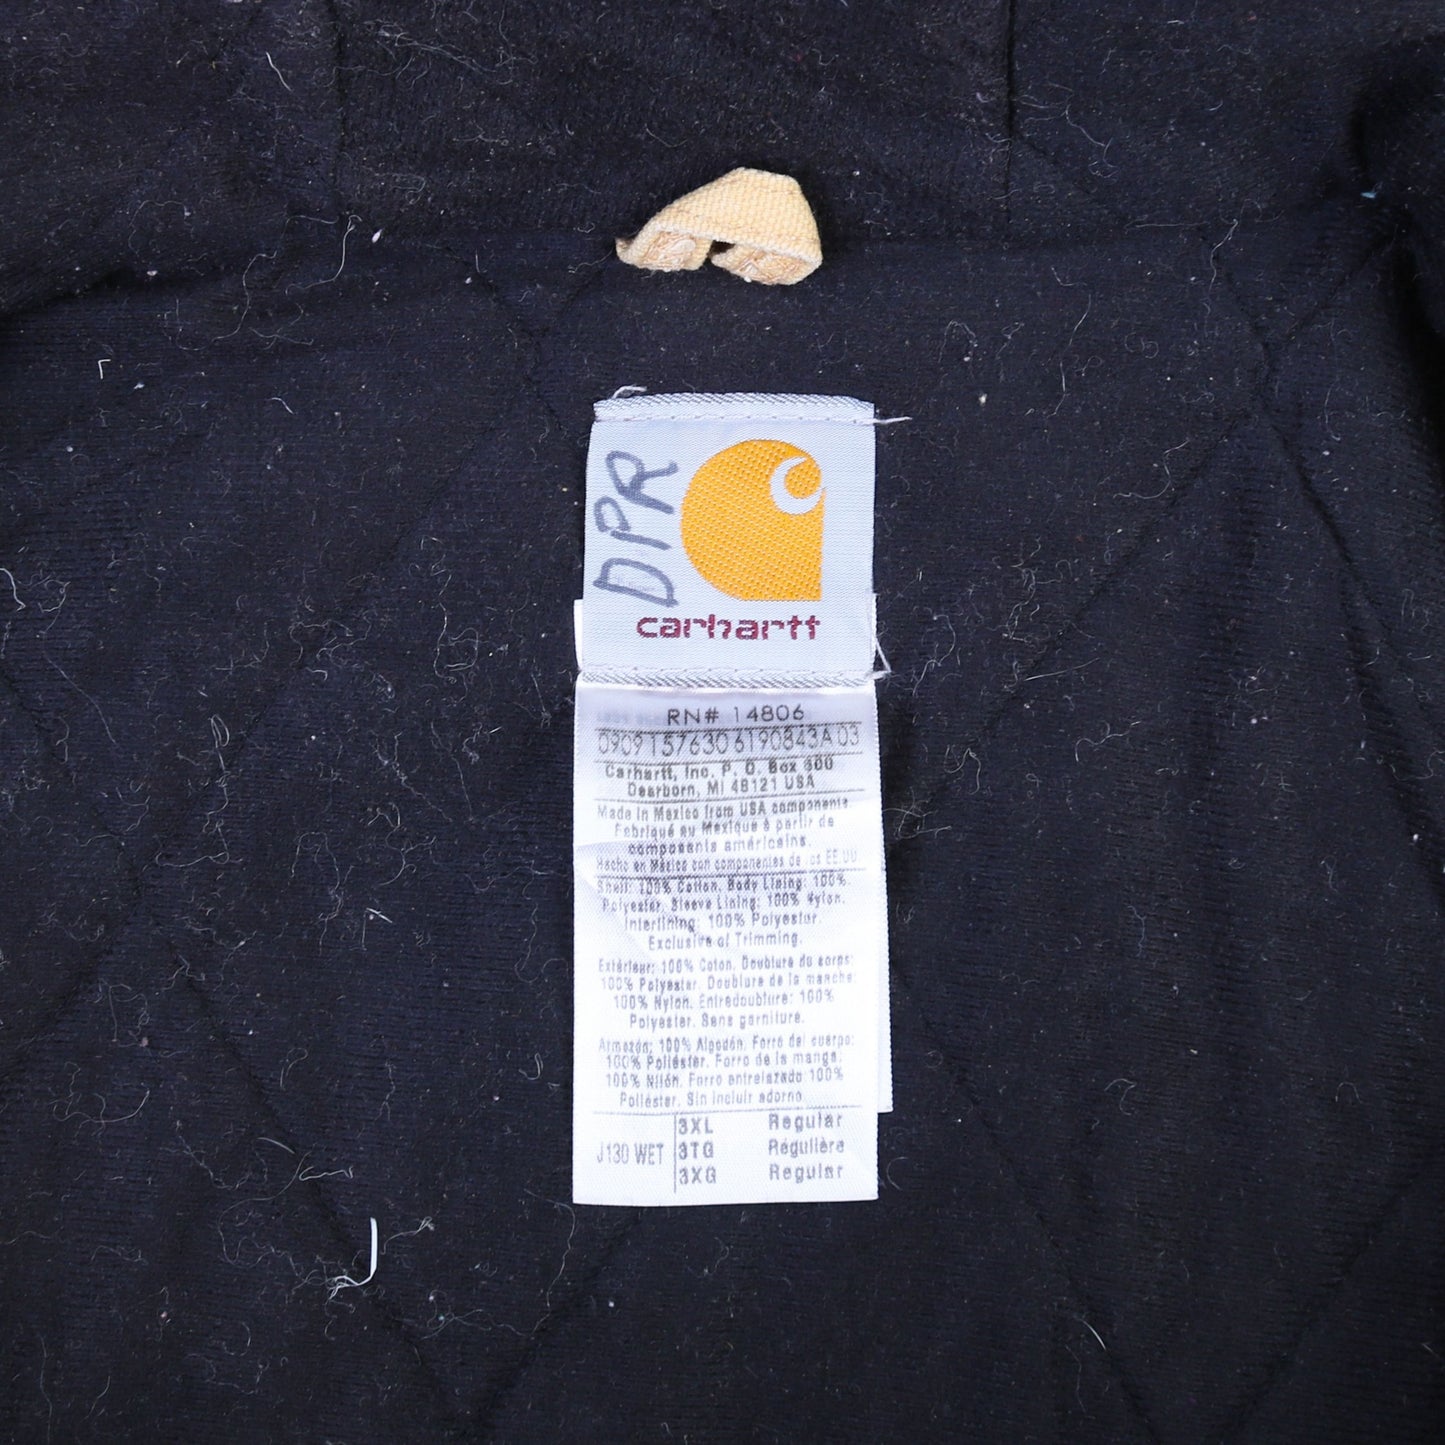 DPR
carhartt
RN# 14806
0909 157630 6190843A 03
Carhartt, Inc. P. O. Box 600
Dearborn, MI 48121 USA
Made in Mexico from USA components
Fabriqué au Mexique à partir de
composants américains.
Hecho en México con componentes de los EE.UU.
Shell: 100% Cotton. Body Lining: 100%
Polyester. Sleeve Lining: 100% Nylon.
Interlining: 100% Polyester.
Exclusive of Trimming.
Extérieur: 100% Coton. Doublure du corps:
100% Polyester. Doublure de la manche:
100% Nylon. Entredoublure: 100%
Polyester. Sans garniture.
Armazón: 100% Algodón. Forro del cuerpo:
100% Poliéster. Forro de la manga:
100% Nilón. Forro entrelazado 100%
Poliéster. Sin incluir adorno
J130 WET
3XL Regular
3TG Régulière
3XG Regular